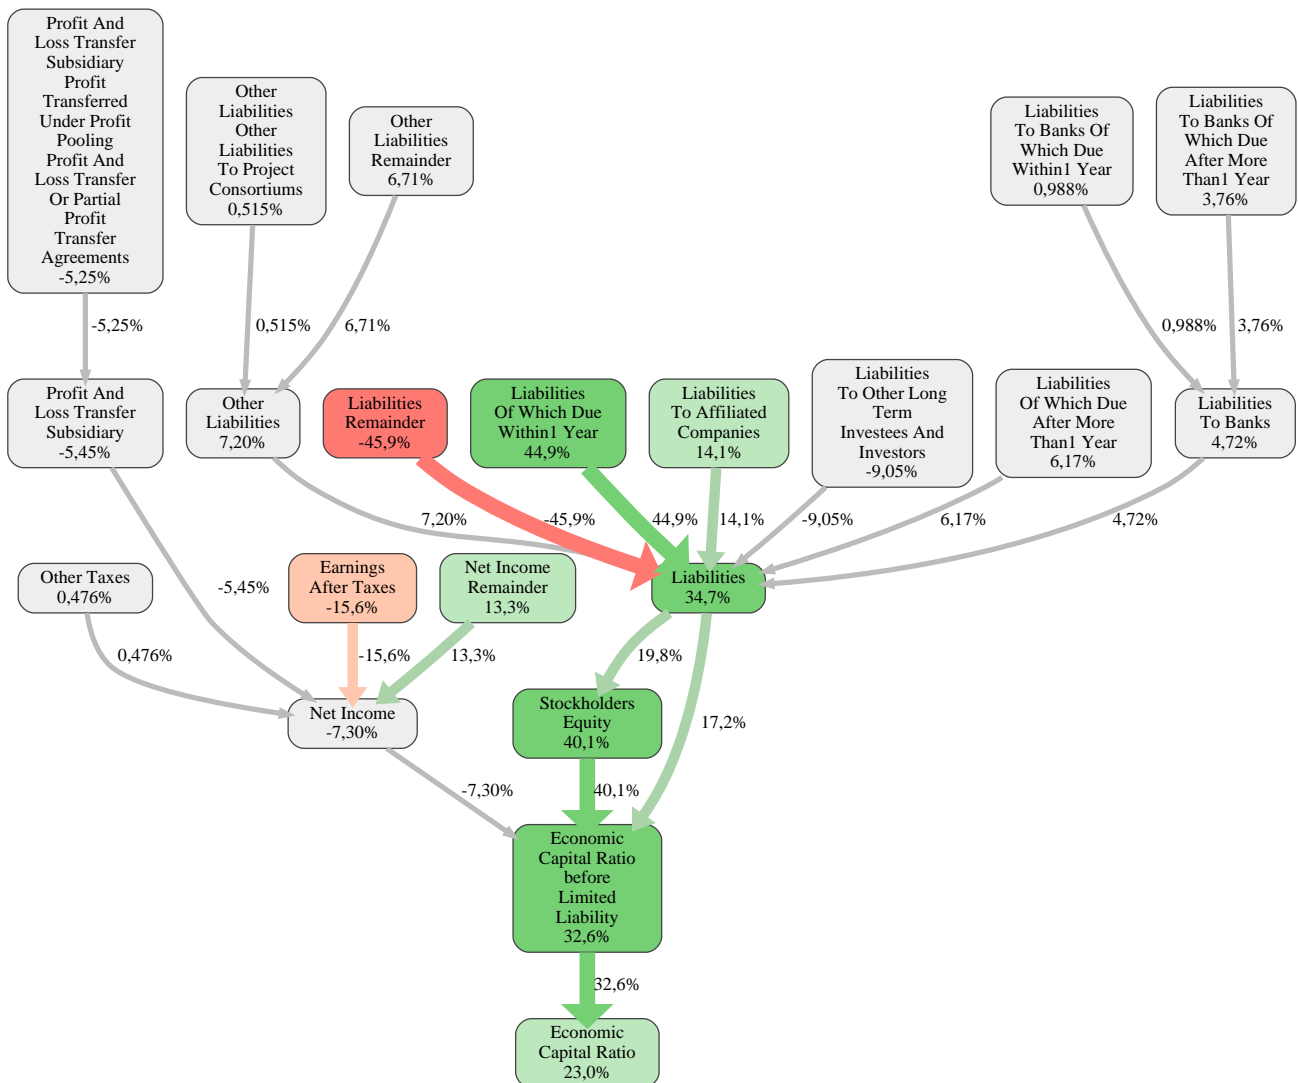 Profit And
Loss Transfer
Subsidiary
Profit
Transferred
Under Profit
Pooling
Profit And
Loss Transfer
Or Partial
Profit
Transfer
Agreements
-5,25%
Other
Liabilities
Other
Liabilities
To Project
Consortiums
0,515%
Other
Liabilities
Remainder
6,71%
Liabilities
To Banks Of
Which Due
Within1 Year
0,988%
Liabilities
To Banks Of
Which Due
After More
Than1 Year
3,76%
-5,25%
0,515%
6,71%
0,988%
3,76%
Profit And
Loss Transfer
Subsidiary
-5,45%
Other
Liabilities
7,20%
Liabilities
Remainder
-45,9%
Liabilities
Of Which Due
Within1 Year
44,9%
Liabilities
To Affiliated
Companies
14,1%
Liabilities
To Other Long
Term
Investees And
Investors
-9,05%
Liabilities
Of Which Due
After More
Than1 Year
6,17%
Liabilities
To Banks
4,72%
7,20%
-45,9%
44,9%
14,1%
-9,05%
6,17%
4,72%
Other Taxes
0,476%
-5,45%
Earnings
After Taxes
-15,6%
Net Income
Remainder
13,3%
Liabilities
34,7%
0,476%
-15,6%
13,3%
19,8%
17,2%
Net Income
-7,30%
Stockholders
Equity
40,1%
-7,30%
40,1%
Economic
Capital Ratio
before
Limited
Liability
32,6%
32,6%
Economic
Capital Ratio
23,0%